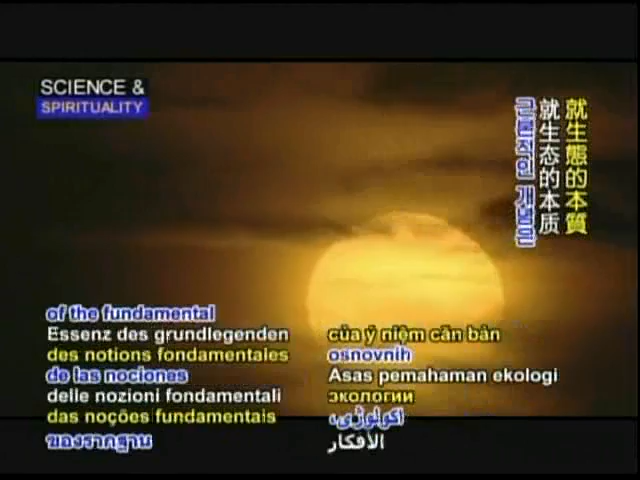 SCIENCE &
SPIRITUALITY
就生態的本質
就生态的本质
근본적인 개념은
of the fundamental
Essenz des grundlegenden
des notions fondamentales
de las nociones
delle nozioni fondamentali
das noções fundamentais
ของรากฐาน
của ý niệm căn bản
osnovnih
Asas pemahaman ekologi
экологии
اکولوژی،
الأفكار